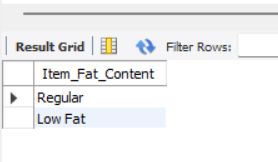 Result Grid Filter Rows:
Item_Fat_Content
Regular
Low Fat